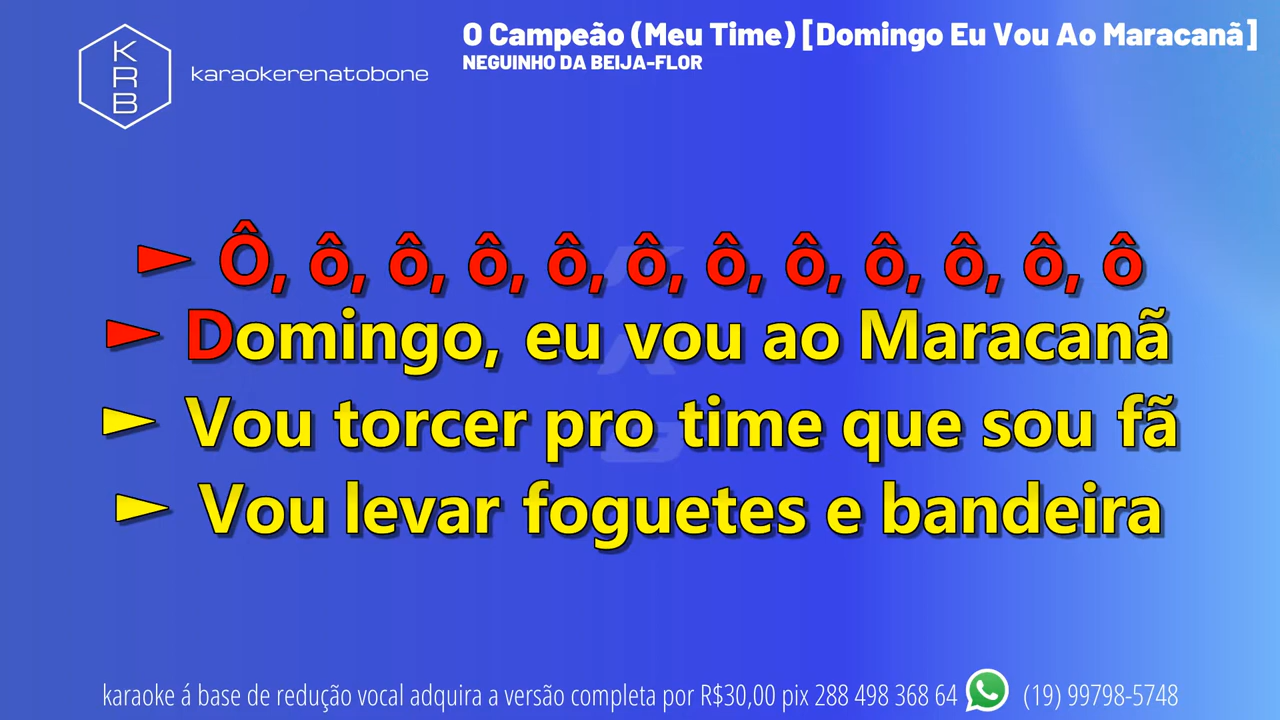 O Campeão (Meu Time) [Domingo Eu Vou Ao Maracanã]
NEGUINHO DA BEIJA-FLOR
K
R
B
karaokerenatobone
Ô, ô, ô, ô, ô, ô, ô, ô, ô, ô, ô, ô
Domingo, eu vou ao Maracanã
Vou torcer pro time que sou fã
Vou levar foguetes e bandeira
karaoke á base de redução vocal adquira a versão completa por R$30,00 pix 288 498 368 64 (19) 99798-5748